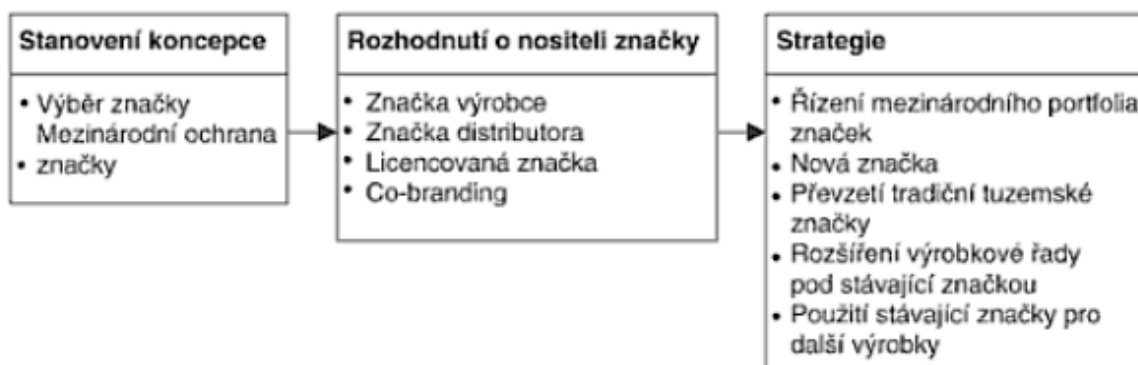 Stanovení koncepce
• Výběr značky
Mezinárodní ochrana
• značky
Rozhodnutí o nositeli značky
• Značka výrobce
• Značka distributora
• Licencovaná značka
• Co-branding
Strategie
• Řízení mezinárodního portfolia
značek
• Nová značka
• Převzetí tradiční tuzemské
značky
• Rozšíření výrobkové řady
pod stávající značkou
• Použití stávající značky pro
další výrobky